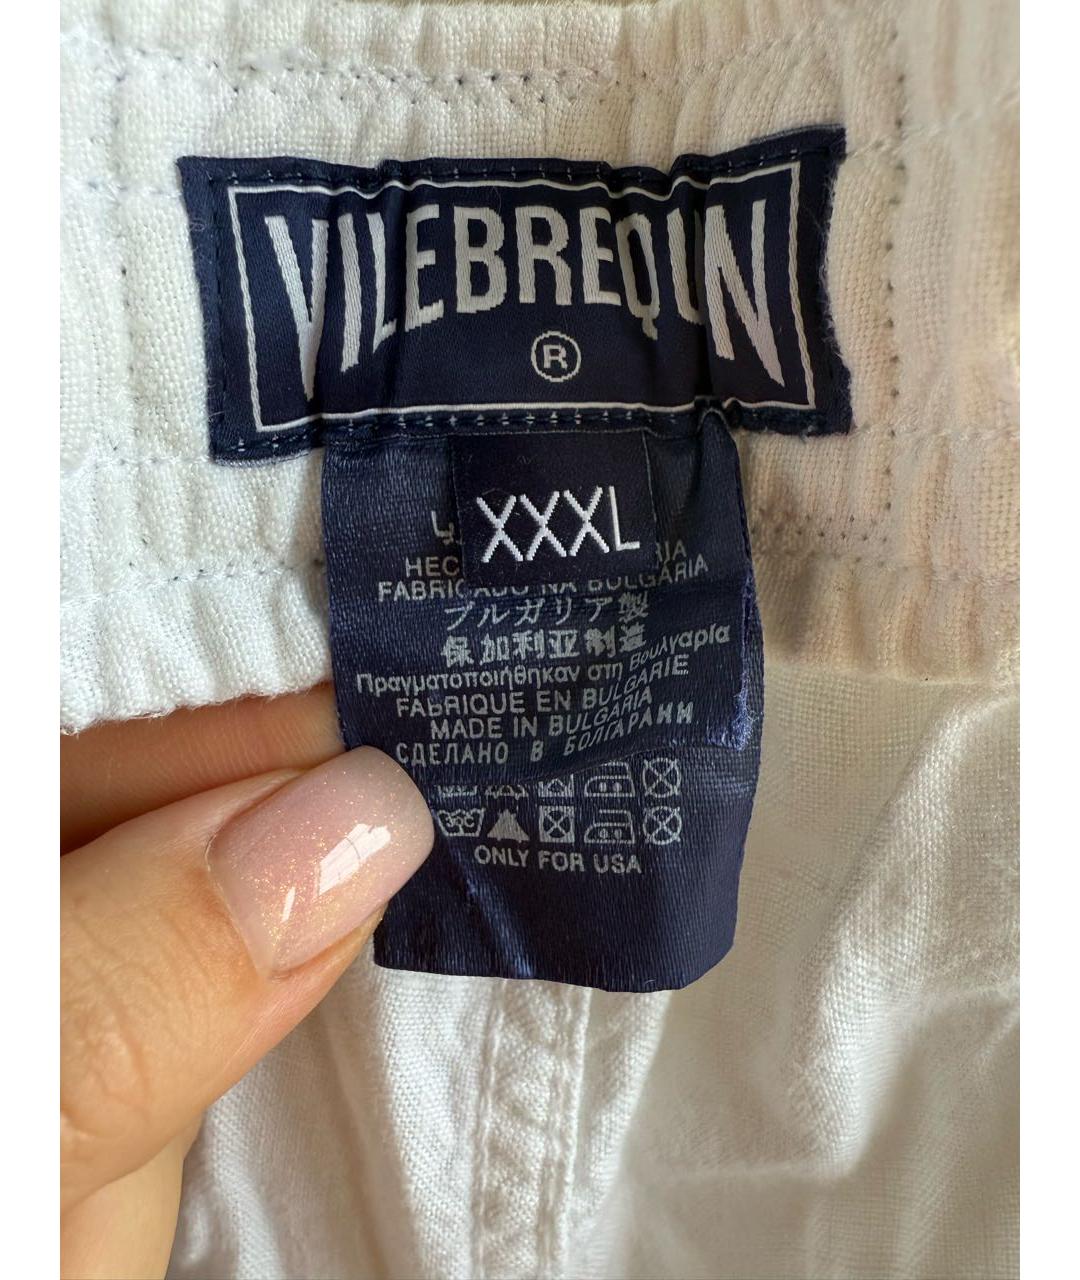 VILEBREQUIN
®
XXXL
FABRICADO NA BULGARIA
ブルガリア製
保加利亚制造
Πραγματοποιήθηκαν στη Βουλγαρία
FABRIQUE EN BULGARIE
MADE IN BULGARIA
СДЕЛАНО В БОЛГАРИИ
ONLY FOR USA